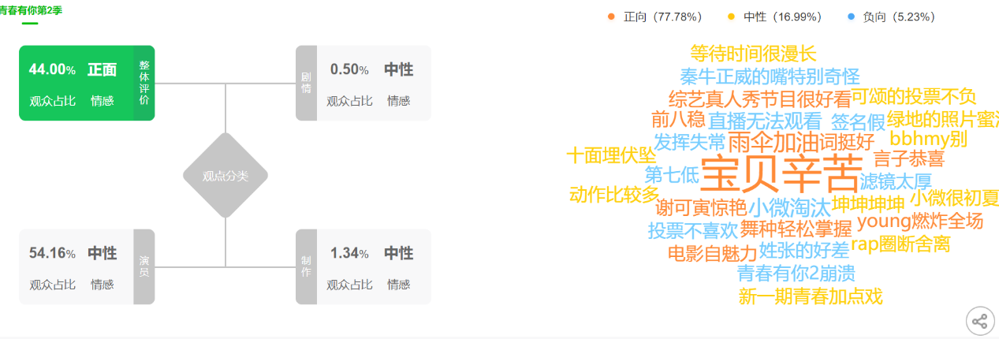 青春有你第2季
正向（77.78%）
中性（16.99%）
负向（5.23%）
44.00% 正面
观众占比 情感
整体评价
剧情
0.50% 中性
观众占比 情感
观点分类
54.16% 中性
观众占比 情感
演员
制作
1.34% 中性
观众占比 情感
等待时间很漫长
秦牛正威的嘴特别奇怪
综艺真人秀节目很好看
可颂的投票不负
前八稳
直播无法观看
签名假
绿地的照片蜜
发挥失常
雨伞加油
词挺好
bbhmy别
十面埋伏坠
言子恭喜
第七低
宝贝辛苦
滤镜太厚
动作比较多
谢可寅惊艳
小微淘汰
坤坤坤坤
小微很初夏
投票不喜欢
舞种轻松掌握
young燃炸全场
电影自魅力
姓张的好差
rap圈断舍离
青春有你2崩溃
新一期青春加点戏